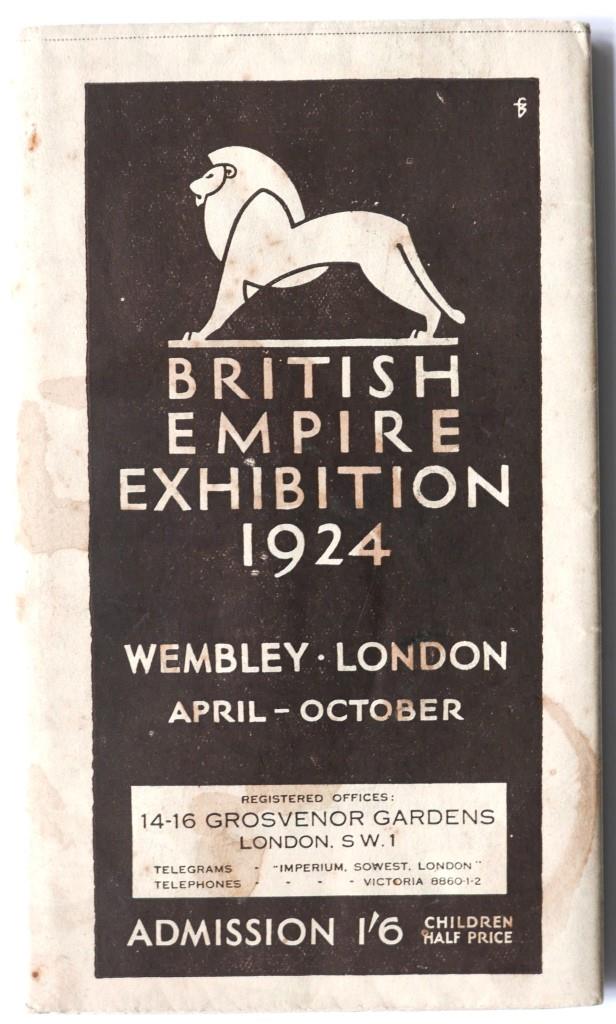 BRITISH
EMPIRE
EXHIBITION
1924
WEMBLEY · LONDON
APRIL – OCTOBER
REGISTERED OFFICES:
14-16 GROSVENOR GARDENS
LONDON. S W.1
TELEGRAMS - "IMPERIUM, SOWEST, LONDON"
TELEPHONES - - - - VICTORIA 8860-1-2
ADMISSION 1'6 CHILDREN
HALF PRICE